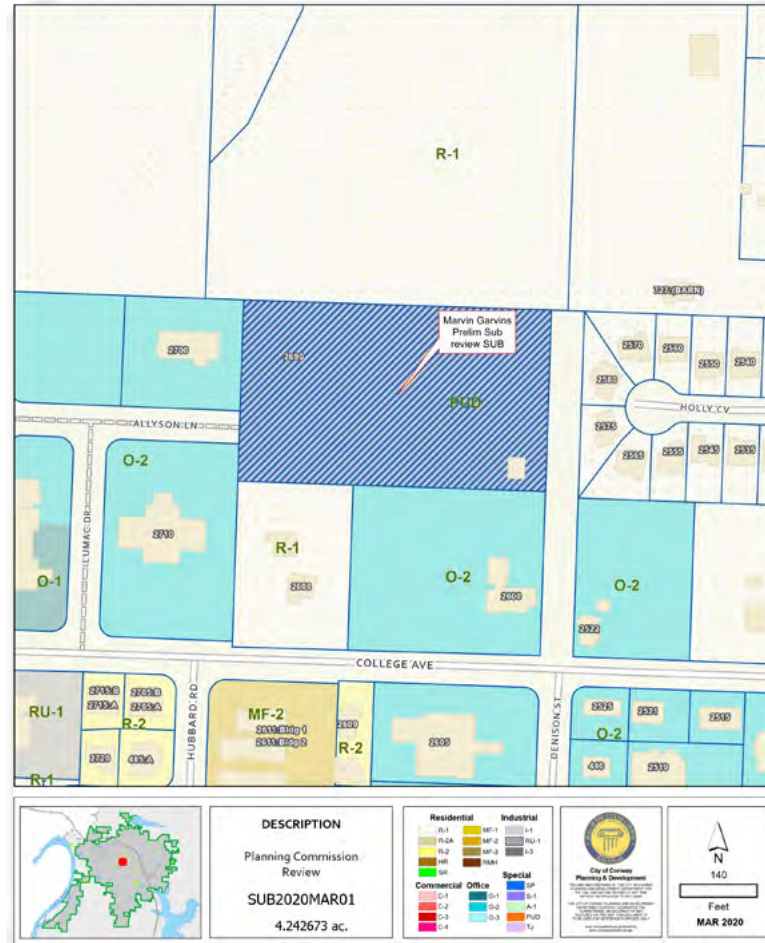 R-1
727:(BARN)
Marvin Garvins
Prelim Sub
review SUB
2700
2690
PUD
2570
2560
2550
2540
2580
HOLLY CV
2575
2565
2555
2545
2535
ALLYSON LN
O-2
LUMAC DR
2710
O-1
R-1
2680
O-2
2600
O-2
2522
COLLEGE AVE
HUBBARD RD
DENISON ST
RU-1
2715:B
2705:B
2715:A
2705:A
R-2
2720
485:A
R-1
MF-2
2611:Bldg 1
2611:Bldg 2
2609
R-2
2605
2525
2521
2515
O-2
440
2510
DESCRIPTION
Planning Commission
Review
SUB2020MAR01
4.242673 ac.
Residential
Industrial
R-1
MF-1
I-1
R-2A
MF-2
RU-1
R-2
MF-3
I-3
HR
RMH
SR
Special
Commercial
Office
SP
C-1
O-1
S-1
C-2
O-2
A-1
C-3
O-3
PUD
C-4
TJ
City of Conway
Planning & Development
N
140
Feet
MAR 2020